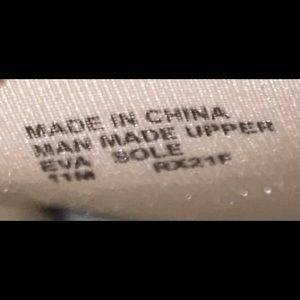 MADE IN CHINA
MAN MADE UPPER
EVA SOLE
11M RX21F